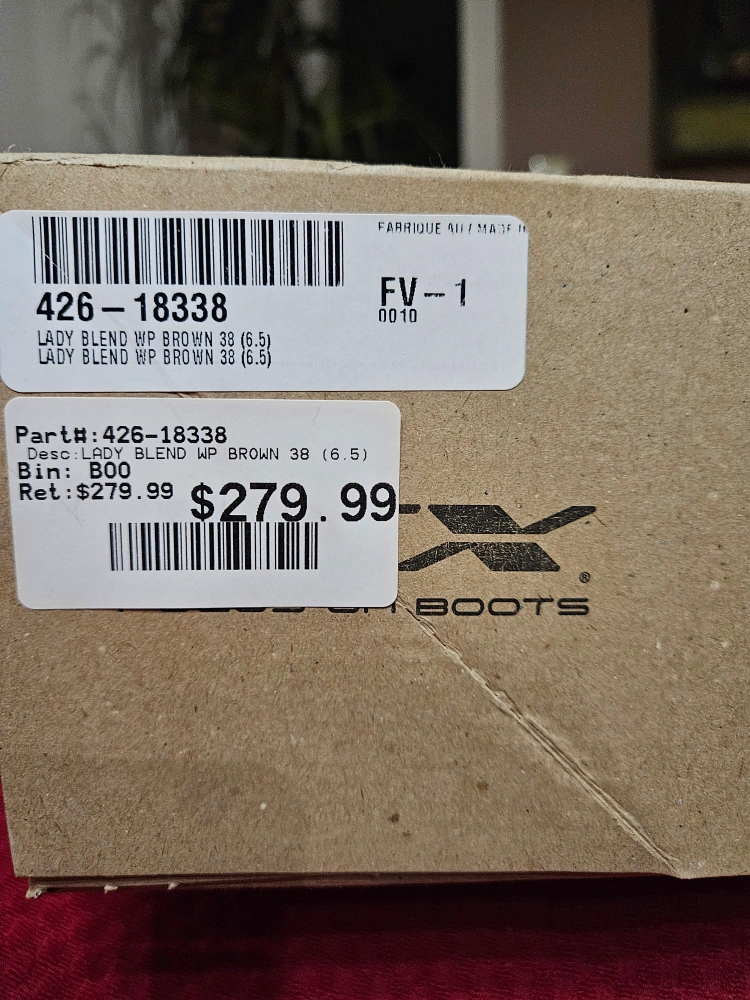 FABRIQUE AU / MADE I
426-18338
FV-1
0010
LADY BLEND WP BROWN 38 (6.5)
LADY BLEND WP BROWN 38 (6.5)
Part#:426-18338
Desc:LADY BLEND WP BROWN 38 (6.5)
Bin: B00
Ret:$279.99 $279.99
X ®
BOOTS